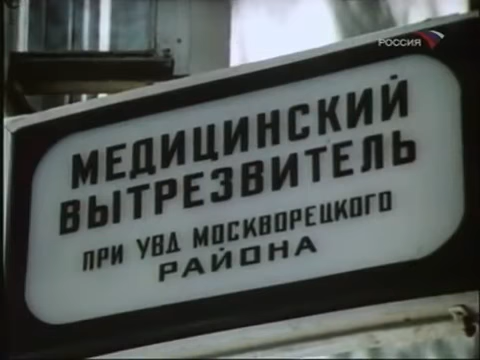 РОССИЯ
МЕДИЦИНСКИЙ
ВЫТРЕЗВИТЕЛЬ
ПРИ УВД МОСКВОРЕЦКОГО
РАЙОНА